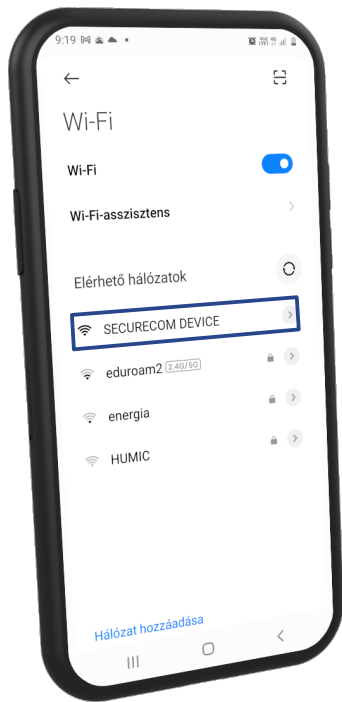 9:19
Wi-Fi
Wi-Fi
Wi-Fi-asszisztens
Elérhető hálózatok
SECURECOM DEVICE
eduroam2 2.4G/5G
energia
HUMIC
Hálózat hozzáadása